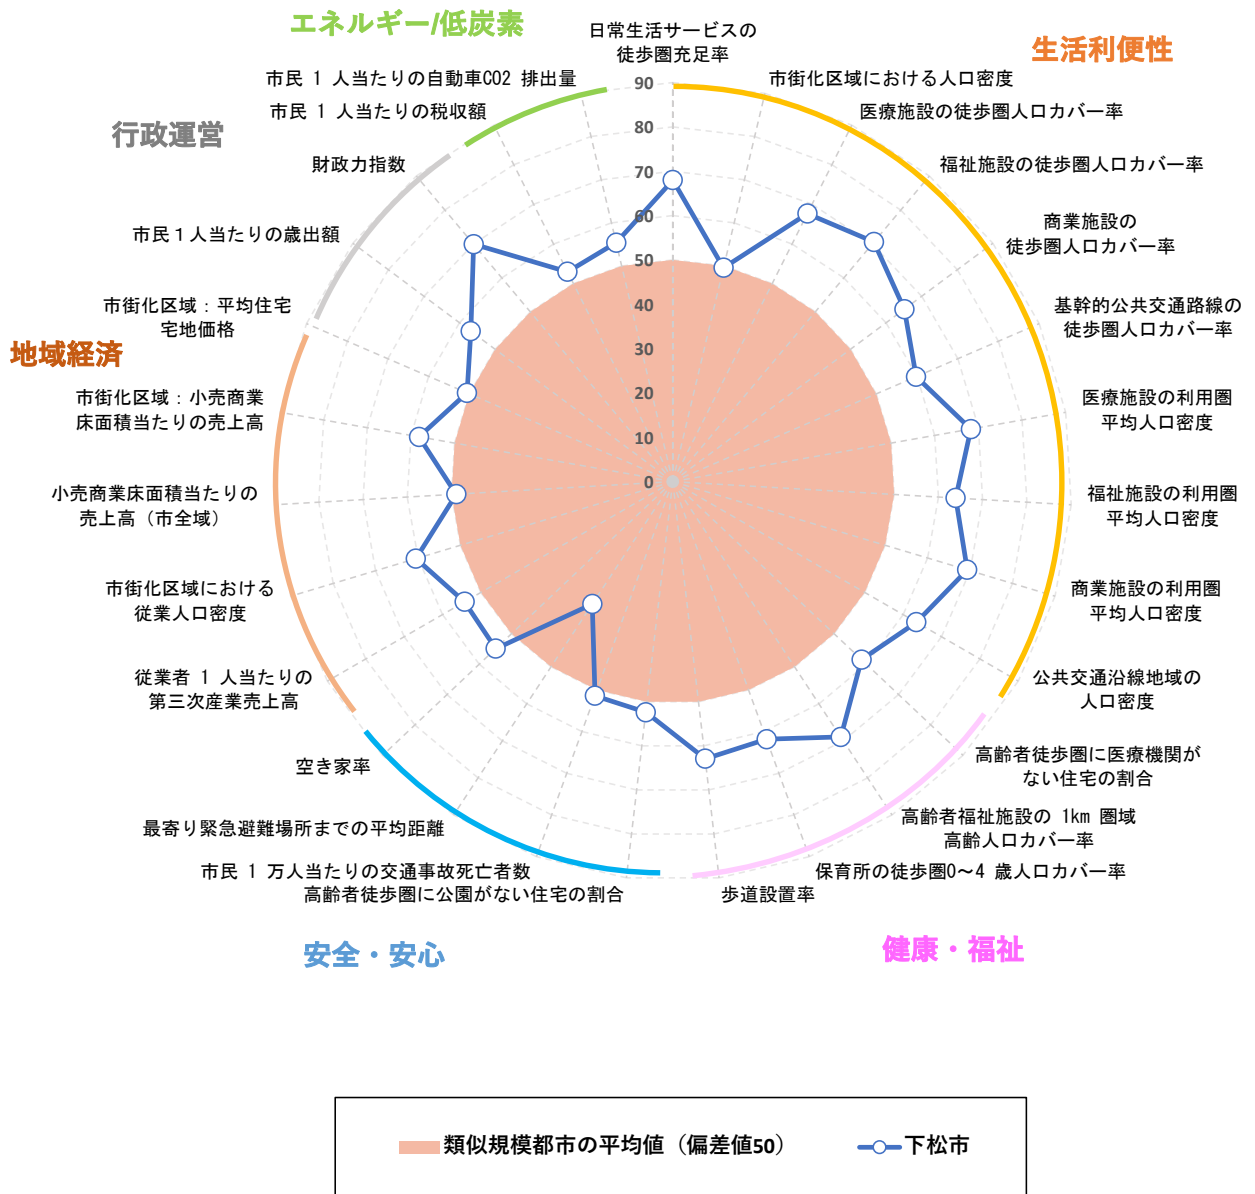 エネルギー/低炭素
日常生活サービスの
徒歩圏充足率
生活利便性
市民 1 人当たりの自動車CO2 排出量
市街化区域における人口密度
市民 1 人当たりの税収額
医療施設の徒歩圏人口カバー率
行政運営
財政力指数
福祉施設の徒歩圏人口カバー率
市民1人当たりの歳出額
商業施設の
徒歩圏人口カバー率
市街化区域：平均住宅
宅地価格
基幹的公共交通路線の
徒歩圏人口カバー率
地域経済
市街化区域：小売商業
床面積当たりの売上高
医療施設の利用圏
平均人口密度
小売商業床面積当たりの
売上高（市全域）
福祉施設の利用圏
平均人口密度
市街化区域における
従業人口密度
商業施設の利用圏
平均人口密度
従業者 1 人当たりの
第三次産業売上高
公共交通沿線地域の
人口密度
空き家率
高齢者徒歩圏に医療機関が
ない住宅の割合
最寄り緊急避難場所までの平均距離
高齢者福祉施設の 1km 圏域
高齢人口カバー率
市民 1 万人当たりの交通事故死亡者数
保育所の徒歩圏0～4 歳人口カバー率
高齢者徒歩圏に公園がない住宅の割合
歩道設置率
安全・安心
健康・福祉
90
80
70
60
50
40
30
20
10
0
類似規模都市の平均値（偏差値50）
下松市